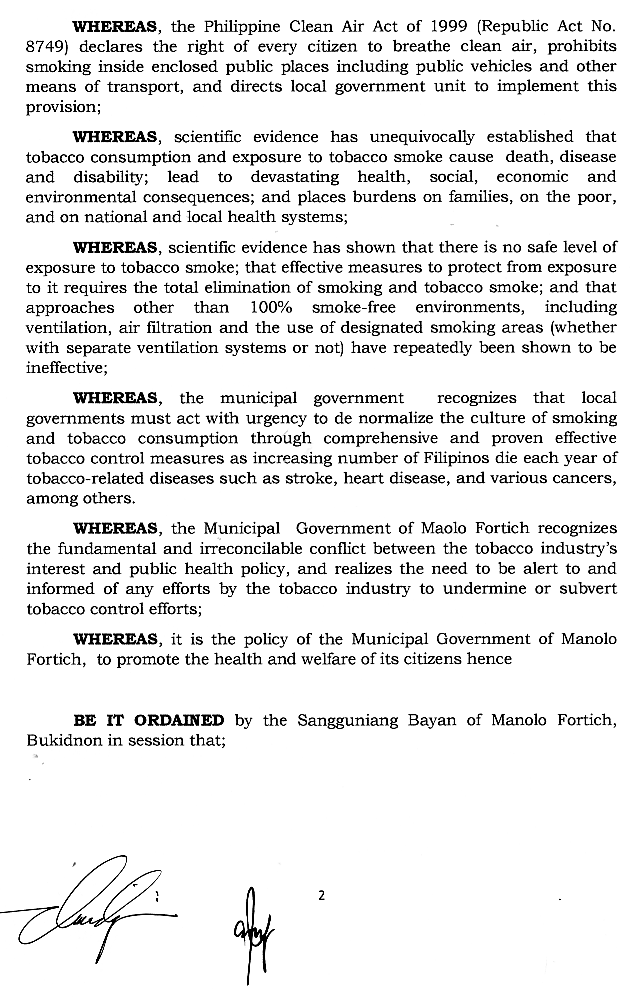 WHEREAS, the Philippine Clean Air Act of 1999 (Republic Act No.
8749) declares the right of every citizen to breathe clean air, prohibits
smoking inside enclosed public places including public vehicles and other
means of transport, and directs local government unit to implement this
provision;
WHEREAS, scientific evidence has unequivocally established that
tobacco consumption and exposure to tobacco smoke cause death, disease
and disability; lead to devastating health, social, economic and
environmental consequences; and places burdens on families, on the poor,
and on national and local health systems;
WHEREAS, scientific evidence has shown that there is no safe level of
exposure to tobacco smoke; that effective measures to protect from exposure
to it requires the total elimination of smoking and tobacco smoke; and that
approaches other than 100% smoke-free environments, including
ventilation, air filtration and the use of designated smoking areas (whether
with separate ventilation systems or not) have repeatedly been shown to be
ineffective;
WHEREAS, the municipal government recognizes that local
governments must act with urgency to de normalize the culture of smoking
and tobacco consumption through comprehensive and proven effective
tobacco control measures as increasing number of Filipinos die each year of
tobacco-related diseases such as stroke, heart disease, and various cancers,
among others.
WHEREAS, the Municipal Government of Maolo Fortich recognizes
the fundamental and irreconcilable conflict between the tobacco industry's
interest and public health policy, and realizes the need to be alert to and
informed of any efforts by the tobacco industry to undermine or subvert
tobacco control efforts;
WHEREAS, it is the policy of the Municipal Government of Manolo
Fortich, to promote the health and welfare of its citizens hence
BE IT ORDAINED by the Sangguniang Bayan of Manolo Fortich,
Bukidnon in session that;
2